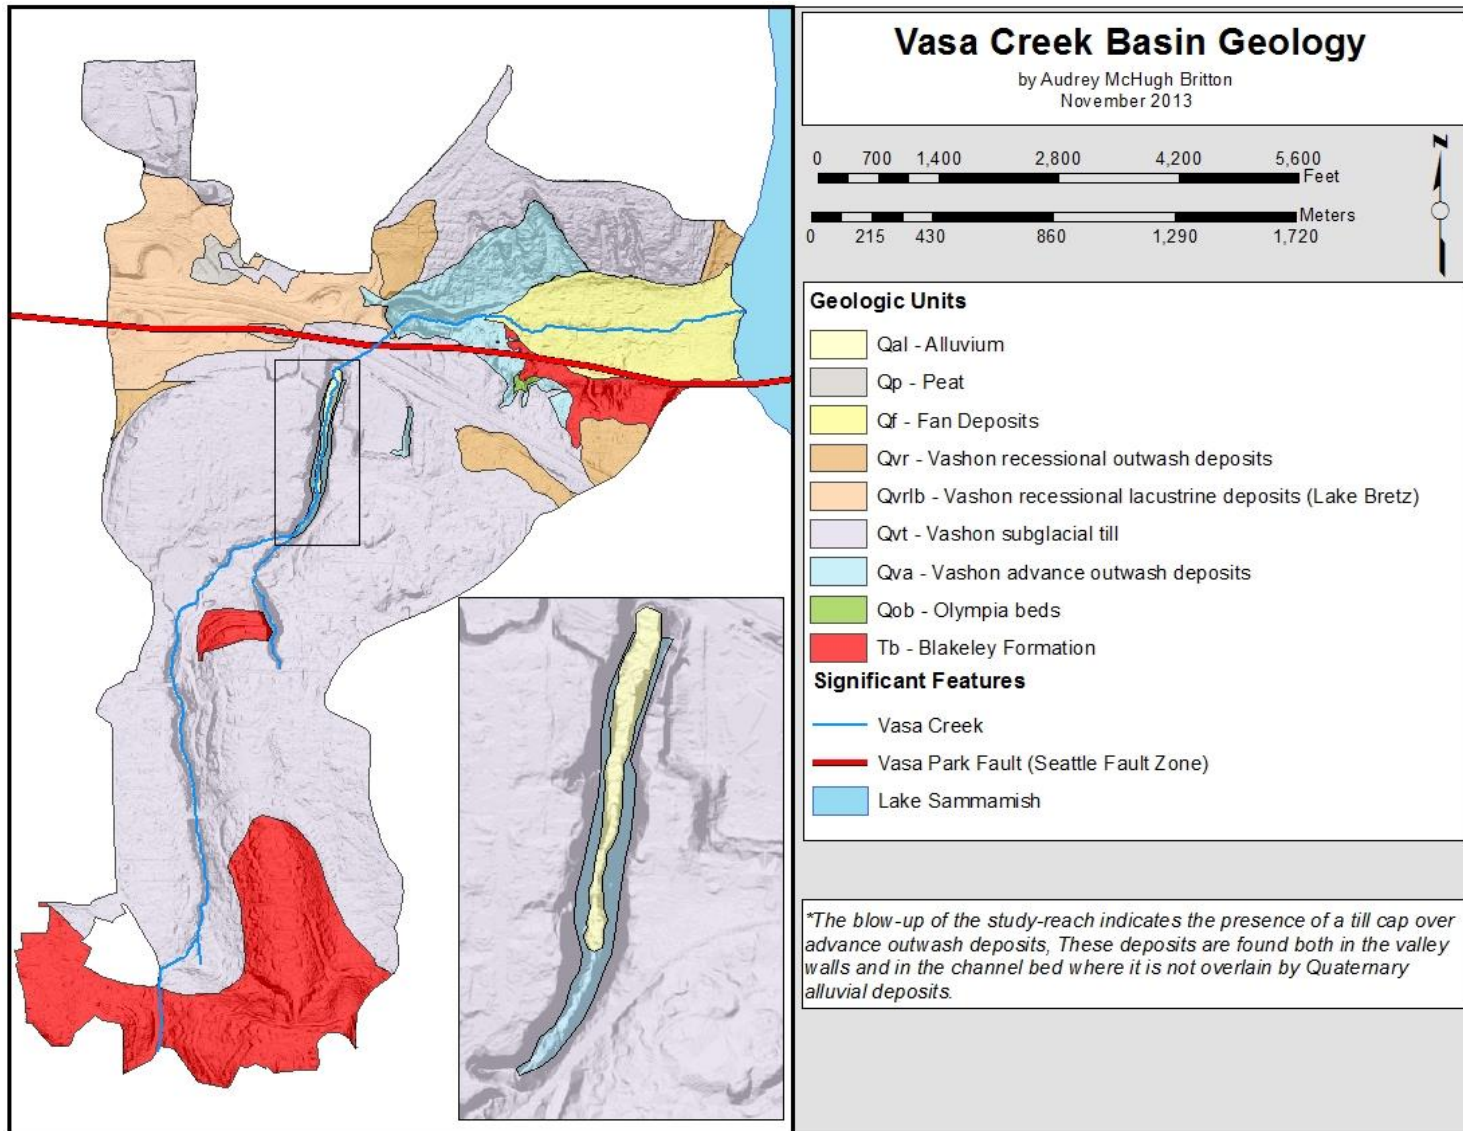 Vasa Creek Basin Geology
by Audrey McHugh Britton
November 2013
0 700 1,400 2,800 4,200 5,600
Feet
Meters
0 215 430 860 1,290 1,720
N
Geologic Units
Qal - Alluvium
Qp - Peat
Qf - Fan Deposits
Qvr - Vashon recessional outwash deposits
Qvrlb - Vashon recessional lacustrine deposits (Lake Bretz)
Qvt - Vashon subglacial till
Qva - Vashon advance outwash deposits
Qob - Olympia beds
Tb - Blakeley Formation
Significant Features
Vasa Creek
Vasa Park Fault (Seattle Fault Zone)
Lake Sammamish
*The blow-up of the study-reach indicates the presence of a till cap over
advance outwash deposits, These deposits are found both in the valley
walls and in the channel bed where it is not overlain by Quaternary
alluvial deposits.